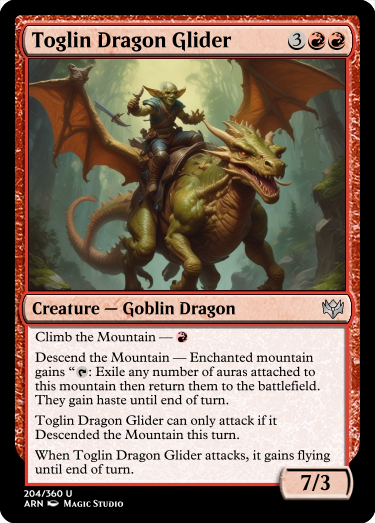 Toglin Dragon Glider 3
Creature — Goblin Dragon
Climb the Mountain —
Descend the Mountain — Enchanted mountain
gains “: Exile any number of auras attached to
this mountain then return them to the battlefield.
They gain haste until end of turn.
Toglin Dragon Glider can only attack if it
Descended the Mountain this turn.
When Toglin Dragon Glider attacks, it gains flying
until end of turn.
7/3
204/360 U
ARN Magic Studio